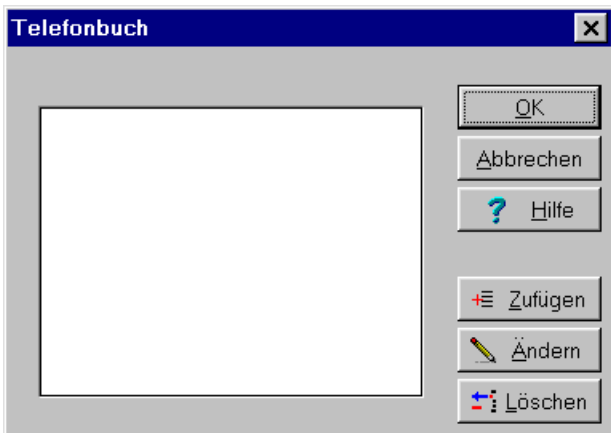 Telefonbuch
OK
Abbrechen
Hilfe
Zufügen
Ändern
Löschen